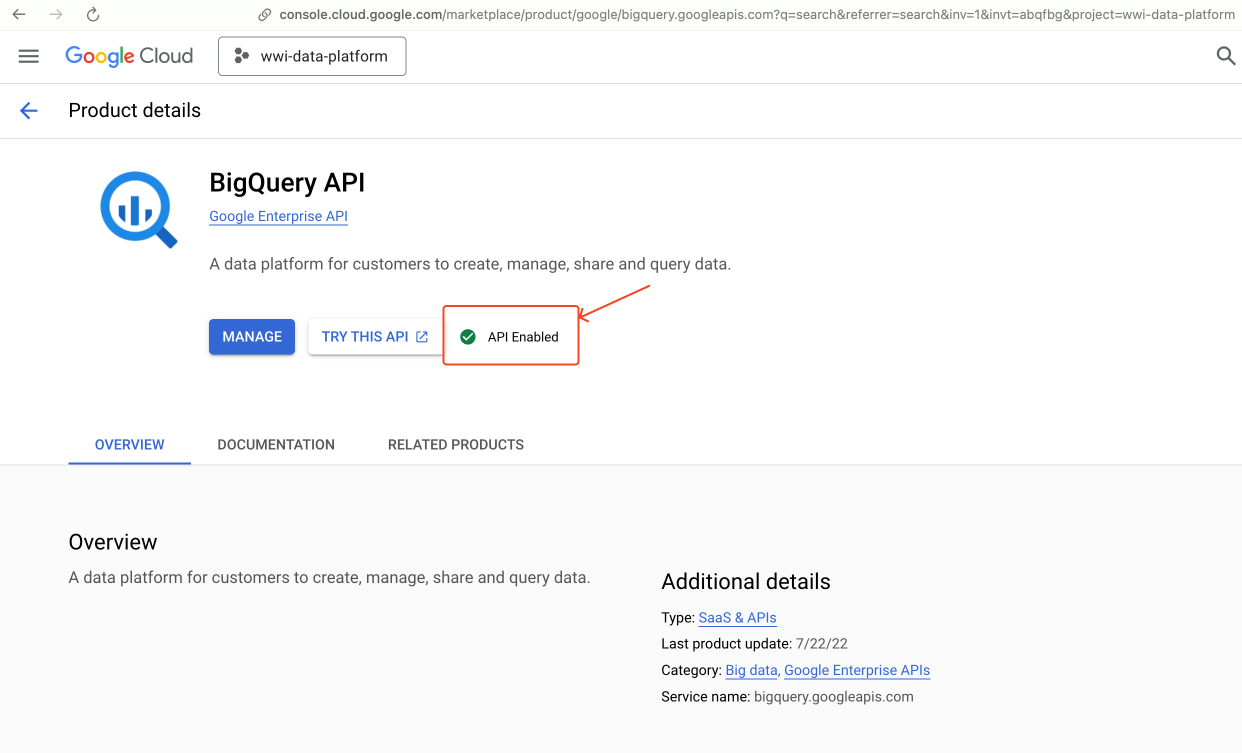 console.cloud.google.com/marketplace/product/google/bigquery.googleapis.com?q=search&referrer=search&inv=1&invt=abqfbg&project=wwi-data-platform
Google Cloud wwi-data-platform
Product details
BigQuery API
Google Enterprise API
A data platform for customers to create, manage, share and query data.
MANAGE TRY THIS API API Enabled
OVERVIEW DOCUMENTATION RELATED PRODUCTS
Overview
A data platform for customers to create, manage, share and query data.
Additional details
Type: SaaS & APIs
Last product update: 7/22/22
Category: Big data, Google Enterprise APIs
Service name: bigquery.googleapis.com